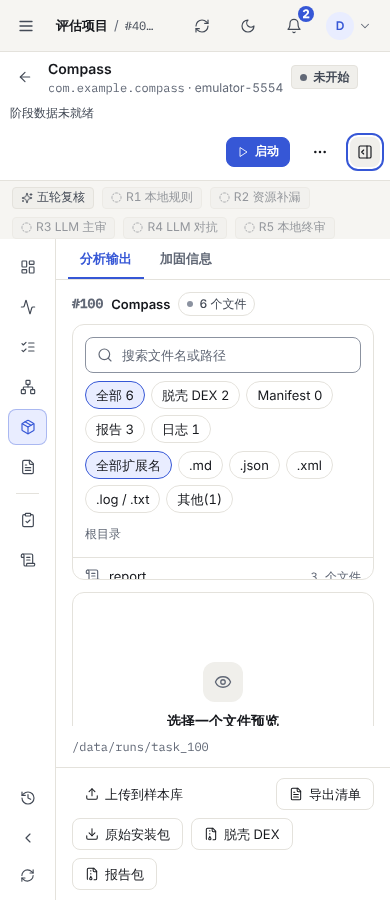 评估项目 / #40…
2
D
Compass
com.example.compass · emulator-5554
未开始
阶段数据未就绪
启动
五轮复核
R1 本地规则
R2 资源补漏
R3 LLM 主审
R4 LLM 对抗
R5 本地终审
分析输出
加固信息
#100 Compass 6 个文件
搜索文件名或路径
全部 6
脱壳 DEX 2
Manifest 0
报告 3
日志 1
全部扩展名
.md
.json
.xml
.log / .txt
其他(1)
根目录
report
3 个文件
选择一个文件预览
/data/runs/task_100
上传到样本库
导出清单
原始安装包
脱壳 DEX
报告包